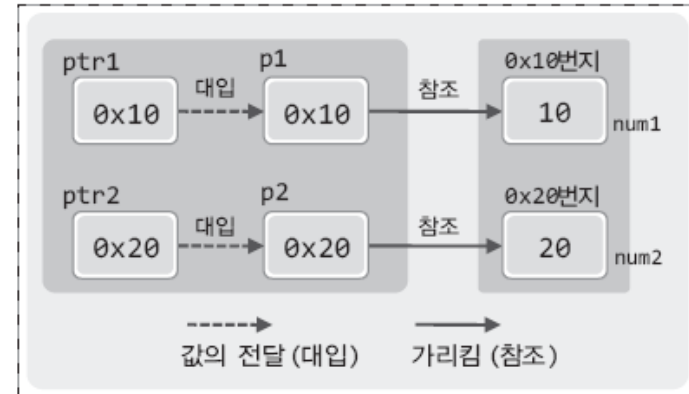 ptr1 p1 0x10번지
대입 참조
0x10 0x10 10 num1
ptr2 p2 0x20번지
대입 참조
0x20 0x20 20 num2
값의 전달(대입) 가리킴(참조)